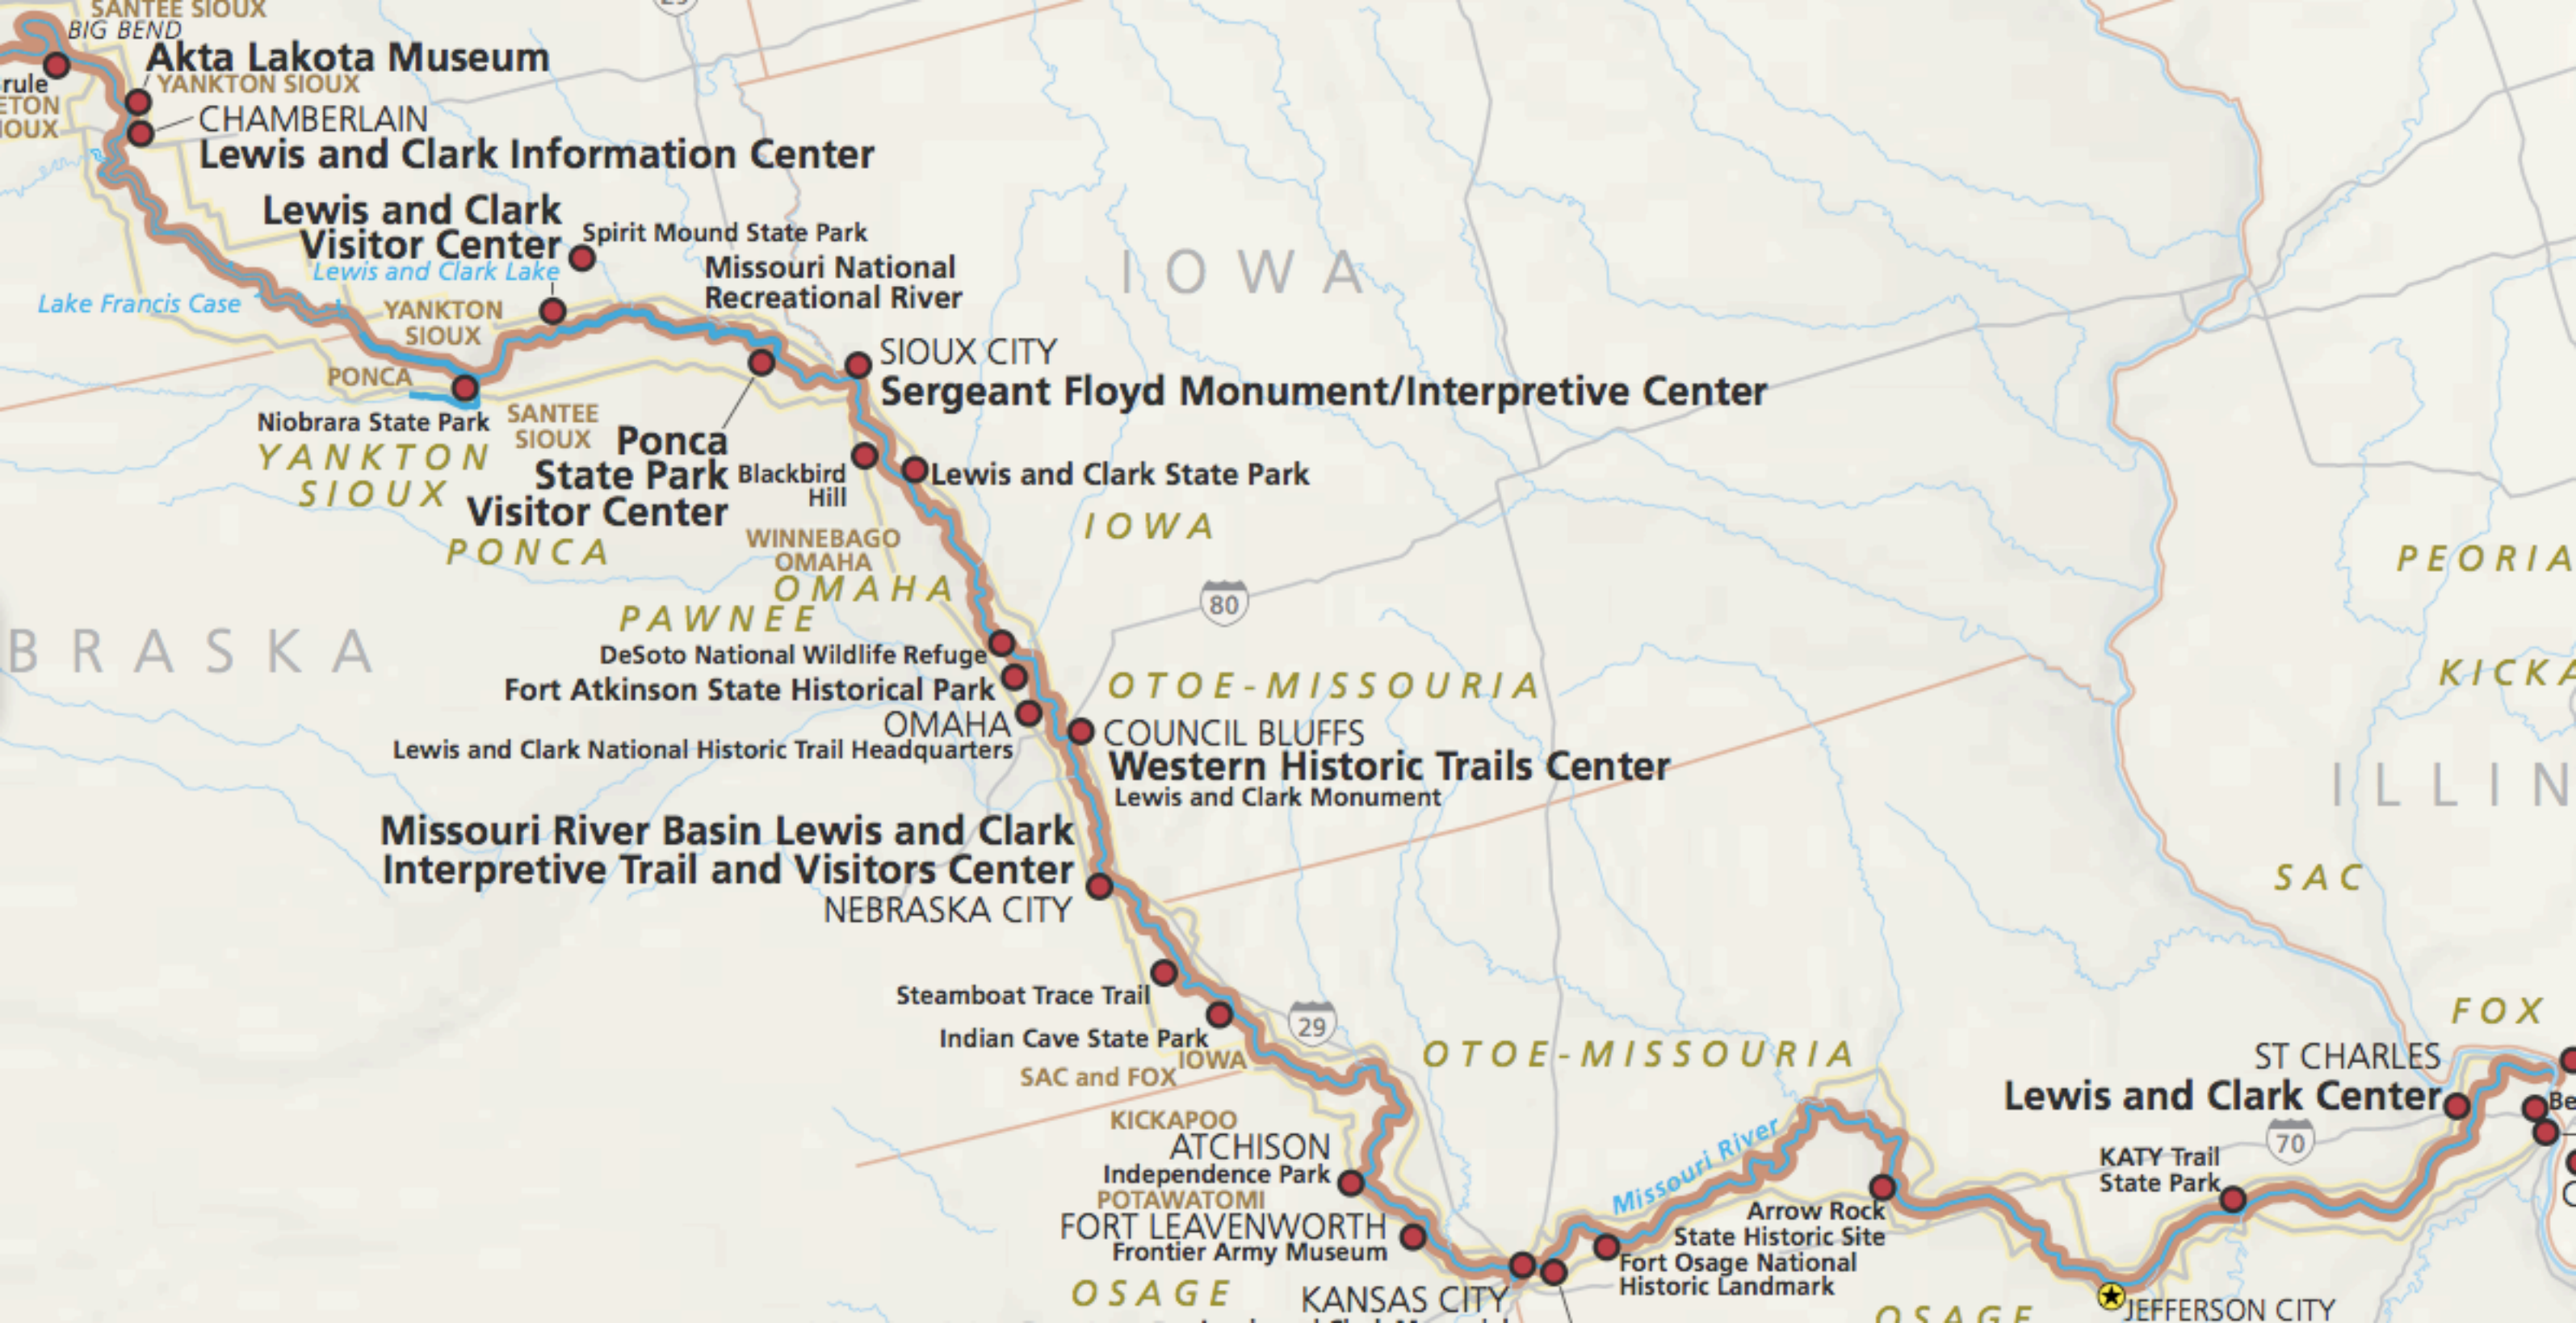 SANTEE SIOUX
BIG BEND
Akta Lakota Museum
YANKTON SIOUX
CHAMBERLAIN
Lewis and Clark Information Center
Lewis and Clark
Visitor Center
Spirit Mound State Park
Lewis and Clark Lake
Lake Francis Case
Missouri National
Recreational River
YANKTON
SIOUX
PONCA
Niobrara State Park
SANTEE
SIOUX
YANKTON
SIOUX
PONCA
Ponca
State Park
Visitor Center
IOWA
SIOUX CITY
Sergeant Floyd Monument/Interpretive Center
Blackbird
Hill
Lewis and Clark State Park
IOWA
WINNEBAGO
OMAHA
OMAHA
PAWNEE
80
BRASKA
DeSoto National Wildlife Refuge
Fort Atkinson State Historical Park
OMAHA
Lewis and Clark National Historic Trail Headquarters
OTOE-MISSOURIA
COUNCIL BLUFFS
Western Historic Trails Center
Lewis and Clark Monument
Missouri River Basin Lewis and Clark
Interpretive Trail and Visitors Center
NEBRASKA CITY
PEORIA
KICKA
ILLIN
SAC
FOX
Steamboat Trace Trail
Indian Cave State Park
29
IOWA
SAC and FOX
KICKAPOO
OTOE-MISSOURIA
ATCHISON
Independence Park
POTAWATOMI
FORT LEAVENWORTH
Frontier Army Museum
OSAGE
KANSAS CITY
Missouri River
Arrow Rock
State Historic Site
Fort Osage National
Historic Landmark
OSAGE
JEFFERSON CITY
KATY Trail
State Park
70
ST CHARLES
Lewis and Clark Center
Be